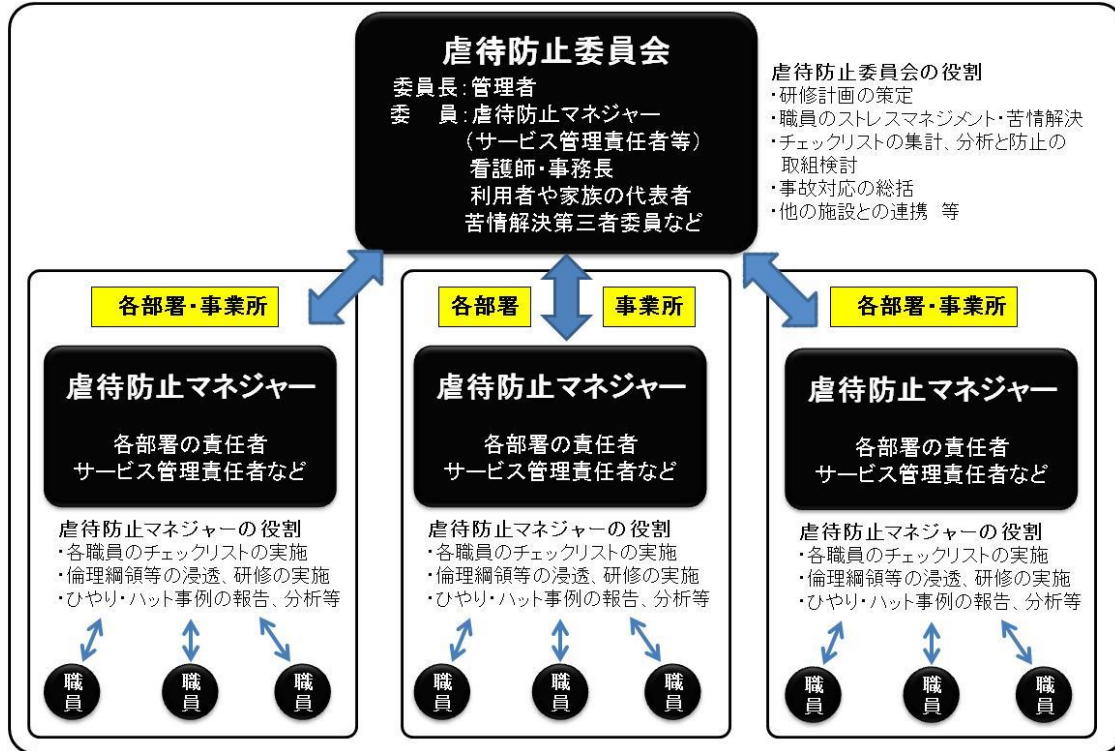 虐待防止委員会
委員長:管理者
委　員:虐待防止マネジャー
（サービス管理責任者等）
看護師・事務長
利用者や家族の代表者
苦情解決第三者委員など
虐待防止委員会の役割
・研修計画の策定
・職員のストレスマネジメント・苦情解決
・チェックリストの集計、分析と防止の
取組検討
・事故対応の総括
・他の施設との連携　等
各部署・事業所
虐待防止マネジャー
各部署の責任者
サービス管理責任者など
虐待防止マネジャーの役割
・各職員のチェックリストの実施
・倫理綱領等の浸透、研修の実施
・ひやり・ハット事例の報告、分析等
職員
職員
職員
各部署
事業所
虐待防止マネジャー
各部署の責任者
サービス管理責任者など
虐待防止マネジャーの役割
・各職員のチェックリストの実施
・倫理綱領等の浸透、研修の実施
・ひやり・ハット事例の報告、分析等
職員
職員
職員
各部署・事業所
虐待防止マネジャー
各部署の責任者
サービス管理責任者など
虐待防止マネジャーの役割
・各職員のチェックリストの実施
・倫理綱領等の浸透、研修の実施
・ひやり・ハット事例の報告、分析等
職員
職員
職員